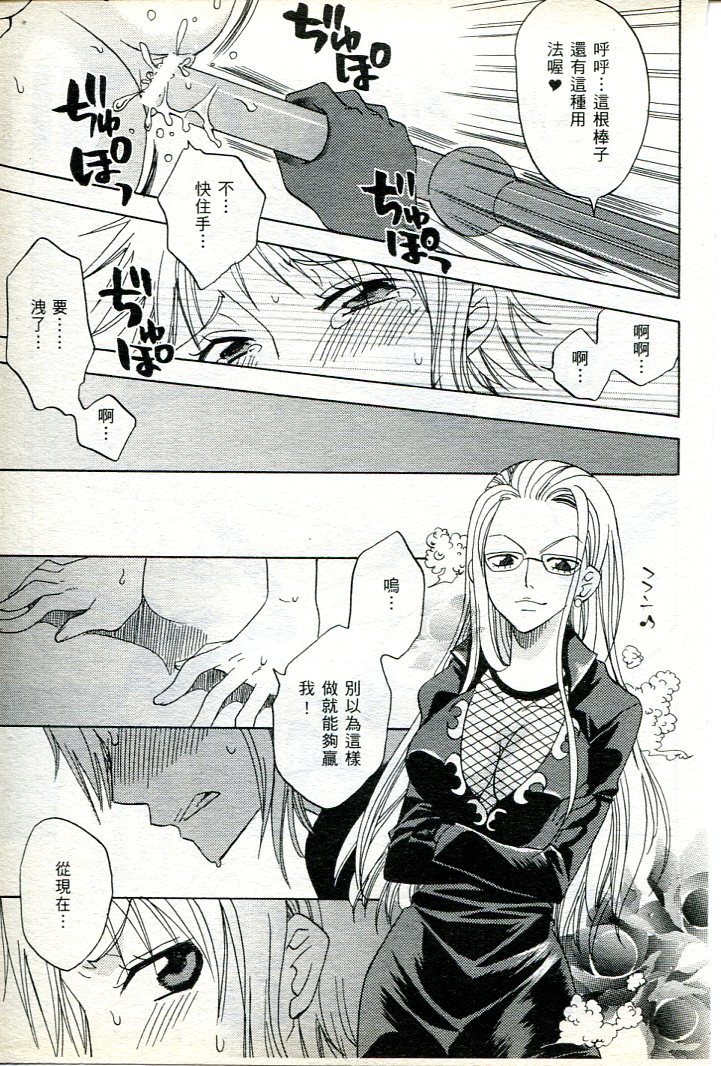 呼呼…這根棒子
還有這種用
法喔♥
ぢゅぽっ
ぢゅぽっ
ぢゅぽっ
不…
快住手…
啊啊…
啊…
ぢゅぽっ
要……
洩了…
啊…
嗚…
別以為這樣
做就能夠贏
我！
從現在…